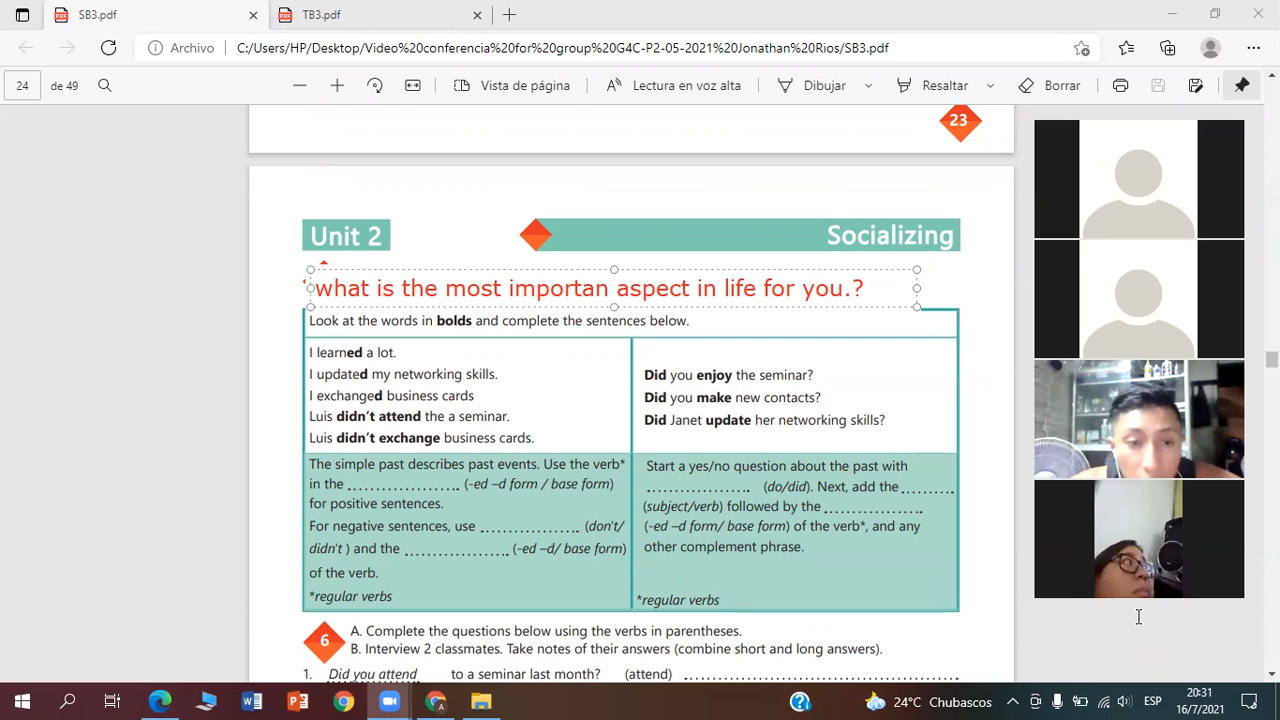 SB3.pdf
TB3.pdf
Archivo
C:/Users/HP/Desktop/Video%20conferencia%20for%20group%20G4C-P2-05-2021%20Jonathan%20Rios/SB3.pdf
24
de 49
Vista de página
Lectura en voz alta
Dibujar
Resaltar
Borrar
23
Unit 2
Socializing
what is the most importan aspect in life for you.?
Look at the words in bolds and complete the sentences below.
I learned a lot.
I updated my networking skills.
I exchanged business cards
Luis didn't attend the a seminar.
Luis didn't exchange business cards.
Did you enjoy the seminar?
Did you make new contacts?
Did Janet update her networking skills?
The simple past describes past events. Use the verb*
in the .................... (-ed –d form / base form)
for positive sentences.
For negative sentences, use .................. (don't/
didn't ) and the ................... (-ed –d/ base form)
of the verb.
*regular verbs
Start a yes/no question about the past with
.................. (do/did). Next, add the .........
(subject/verb) followed by the .................
(-ed –d form/ base form) of the verb*, and any
other complement phrase.
*regular verbs
6
A. Complete the questions below using the verbs in parentheses.
B. Interview 2 classmates. Take notes of their answers (combine short and long answers).
1. Did you attend to a seminar last month? (attend) ................................................
24°C Chubascos
ESP
20:31
16/7/2021